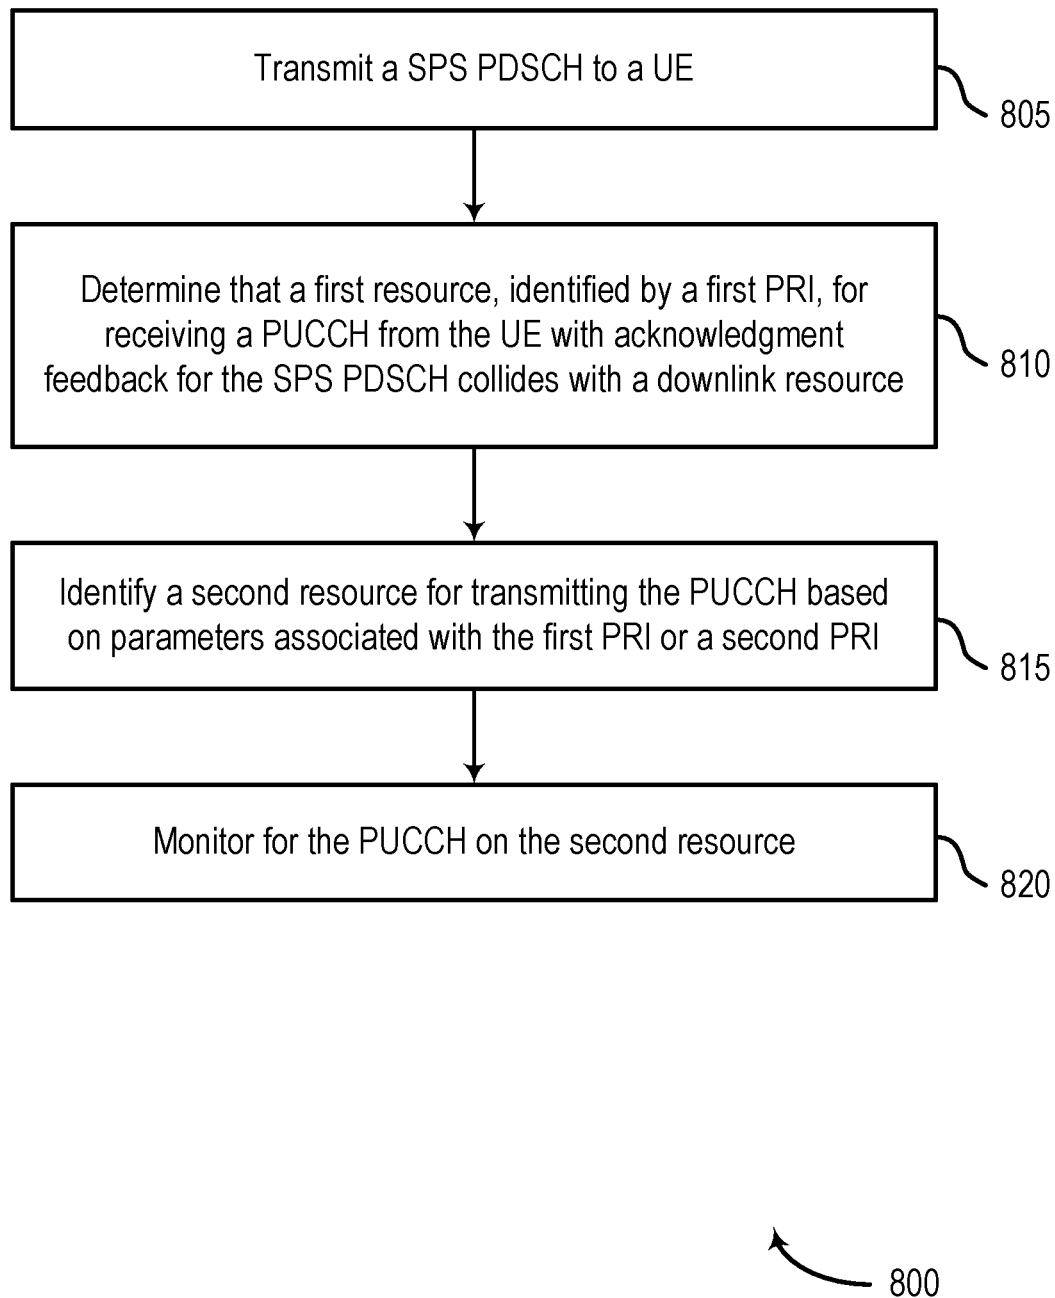 Transmit a SPS PDSCH to a UE
805
Determine that a first resource, identified by a first PRI, for
receiving a PUCCH from the UE with acknowledgment
feedback for the SPS PDSCH collides with a downlink resource
810
Identify a second resource for transmitting the PUCCH based
on parameters associated with the first PRI or a second PRI
815
Monitor for the PUCCH on the second resource
820
800